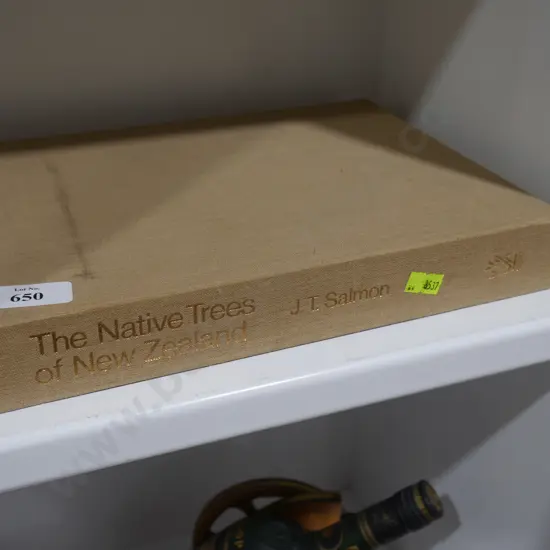 Lot No.
650
The Native Trees
of New Zealand
J T Salmon